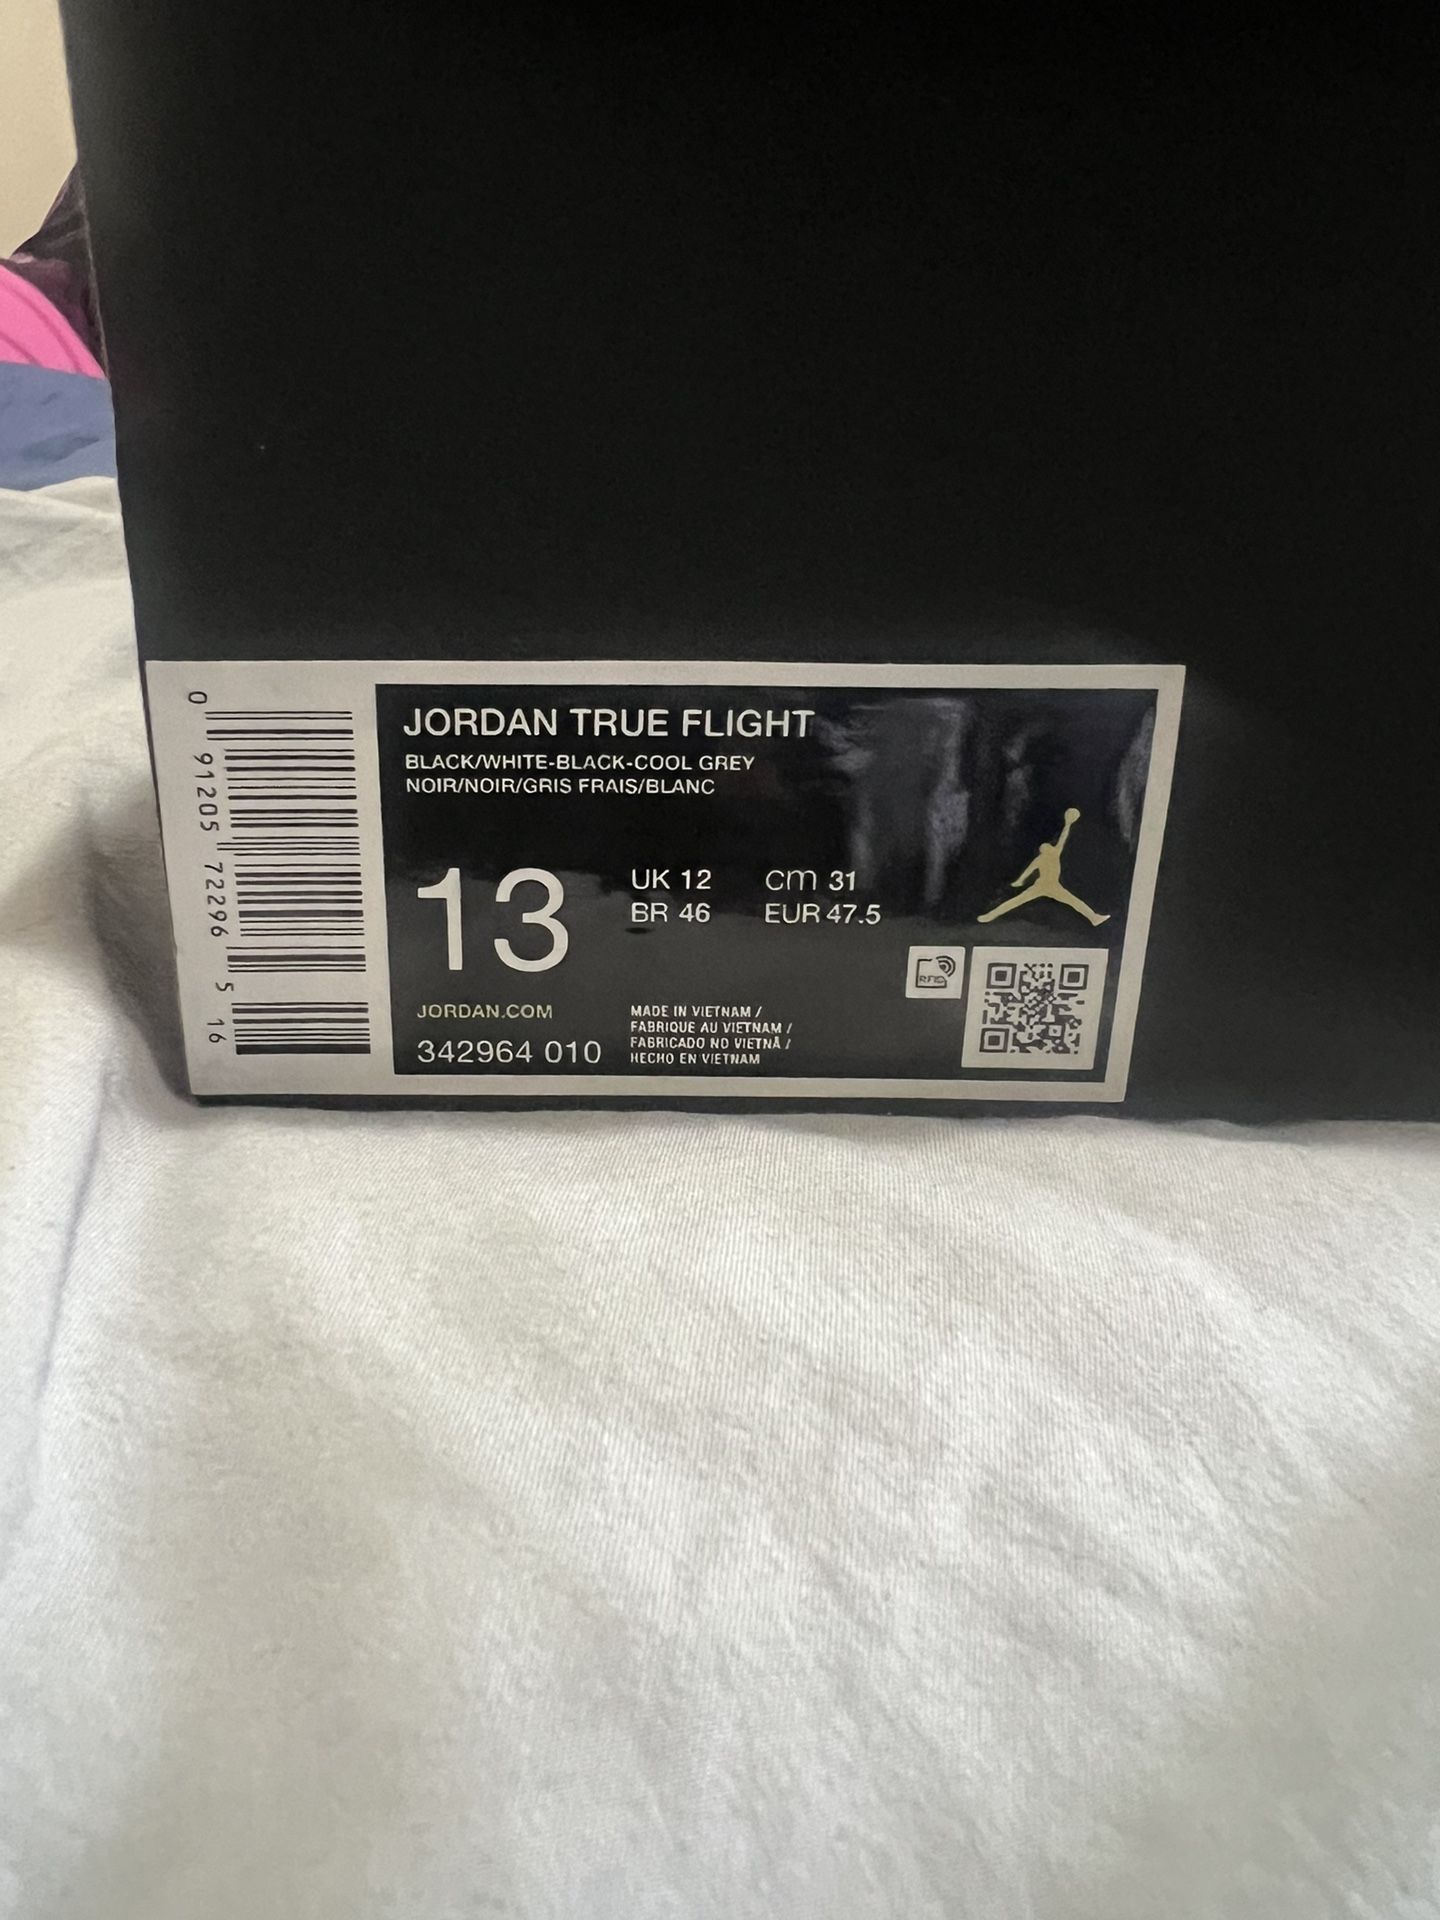 JORDAN TRUE FLIGHT
BLACK/WHITE-BLACK-COOL GREY
NOIR/NOIR/GRIS FRAIS/BLANC
13
UK 12 cm 31
BR 46 EUR 47.5
RFID
JORDAN.COM
342964 010
MADE IN VIETNAM /
FABRIQUE AU VIETNAM /
FABRICADO NO VIETNÃ /
HECHO EN VIETNAM
0 91205 72296 5 16